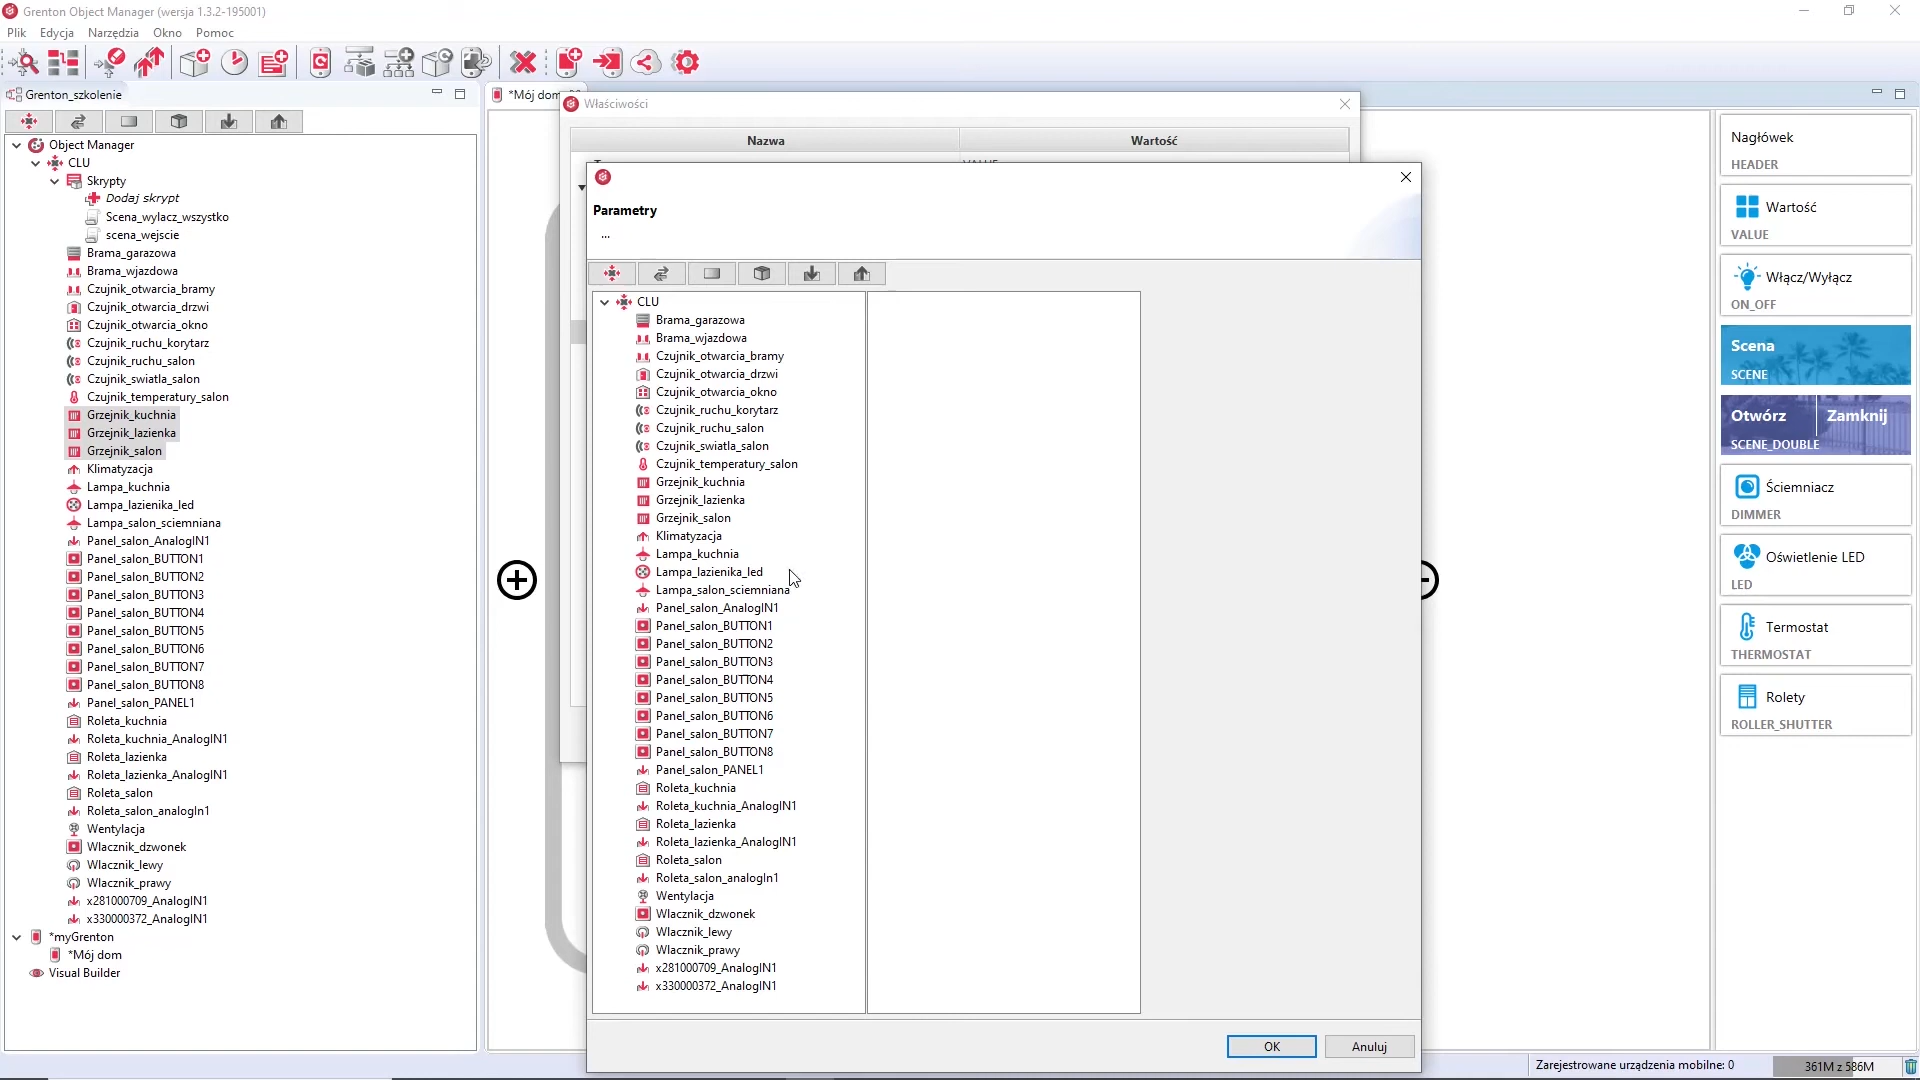 Grenton Object Manager (wersja 1.3.2-195001)
Plik Edycja Narzędzia Okno Pomoc
Grenton_szkolenie
Object Manager
CLU
Skrypty
Dodaj skrypt
Scena_wylacz_wszystko
scena_wejscie
Brama_garazowa
Brama_wjazdowa
Czujnik_otwarcia_bramy
Czujnik_otwarcia_drzwi
Czujnik_otwarcia_okno
Czujnik_ruchu_korytarz
Czujnik_ruchu_salon
Czujnik_swiatla_salon
Czujnik_temperatury_salon
Grzejnik_kuchnia
Grzejnik_lazienka
Grzejnik_salon
Klimatyzacja
Lampa_kuchnia
Lampa_lazienika_led
Lampa_salon_sciemniana
Panel_salon_AnalogIN1
Panel_salon_BUTTON1
Panel_salon_BUTTON2
Panel_salon_BUTTON3
Panel_salon_BUTTON4
Panel_salon_BUTTON5
Panel_salon_BUTTON6
Panel_salon_BUTTON7
Panel_salon_BUTTON8
Panel_salon_PANEL1
Roleta_kuchnia
Roleta_kuchnia_AnalogIN1
Roleta_lazienka
Roleta_lazienka_AnalogIN1
Roleta_salon
Roleta_salon_analogIn1
Wentylacja
Wlacznik_dzwonek
Wlacznik_lewy
Wlacznik_prawy
x281000709_AnalogIN1
x330000372_AnalogIN1
*myGrenton
*Mój dom
Visual Builder
*Mój dom
Właściwości
Nazwa Wartość
Parametry
...
CLU
Brama_garazowa
Brama_wjazdowa
Czujnik_otwarcia_bramy
Czujnik_otwarcia_drzwi
Czujnik_otwarcia_okno
Czujnik_ruchu_korytarz
Czujnik_ruchu_salon
Czujnik_swiatla_salon
Czujnik_temperatury_salon
Grzejnik_kuchnia
Grzejnik_lazienka
Grzejnik_salon
Klimatyzacja
Lampa_kuchnia
Lampa_lazienika_led
Lampa_salon_sciemniana
Panel_salon_AnalogIN1
Panel_salon_BUTTON1
Panel_salon_BUTTON2
Panel_salon_BUTTON3
Panel_salon_BUTTON4
Panel_salon_BUTTON5
Panel_salon_BUTTON6
Panel_salon_BUTTON7
Panel_salon_BUTTON8
Panel_salon_PANEL1
Roleta_kuchnia
Roleta_kuchnia_AnalogIN1
Roleta_lazienka
Roleta_lazienka_AnalogIN1
Roleta_salon
Roleta_salon_analogIn1
Wentylacja
Wlacznik_dzwonek
Wlacznik_lewy
Wlacznik_prawy
x281000709_AnalogIN1
x330000372_AnalogIN1
OK Anuluj
Nagłówek
HEADER
Wartość
VALUE
Włącz/Wyłącz
ON_OFF
Scena
SCENE
Otwórz Zamknij
SCENE_DOUBLE
Ściemniacz
DIMMER
Oświetlenie LED
LED
Termostat
THERMOSTAT
Rolety
ROLLER_SHUTTER
Zarejestrowane urządzenia mobilne: 0
361M z 586M